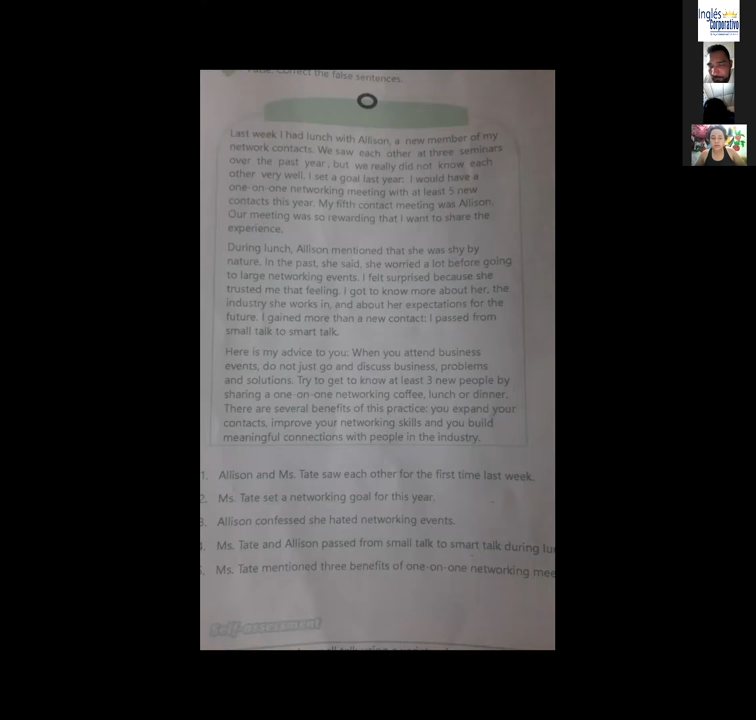 Inglés
Corporativo
False. Correct the false sentences.
Last week I had lunch with Allison, a new member of my
network contacts. We saw each other at three seminars
over the past year, but we really did not know each
other very well. I set a goal last year: I would have a
one-on-one networking meeting with at least 5 new
contacts this year. My fifth contact meeting was Allison.
Our meeting was so rewarding that I want to share the
experience.
During lunch, Allison mentioned that she was shy by
nature. In the past, she said, she worried a lot before going
to large networking events. I felt surprised because she
trusted me that feeling. I got to know more about her, the
industry she works in, and about her expectations for the
future. I gained more than a new contact: I passed from
small talk to smart talk.
Here is my advice to you: When you attend business
events, do not just go and discuss business, problems
and solutions. Try to get to know at least 3 new people by
sharing a one-on-one networking coffee, lunch or dinner.
There are several benefits of this practice: you expand your
contacts, improve your networking skills and you build
meaningful connections with people in the industry.
1. Allison and Ms. Tate saw each other for the first time last week.
2. Ms. Tate set a networking goal for this year.
3. Allison confessed she hated networking events.
Ms. Tate and Allison passed from small talk to smart talk during lu
Ms. Tate mentioned three benefits of one-on-one networking mee
Self-assessment